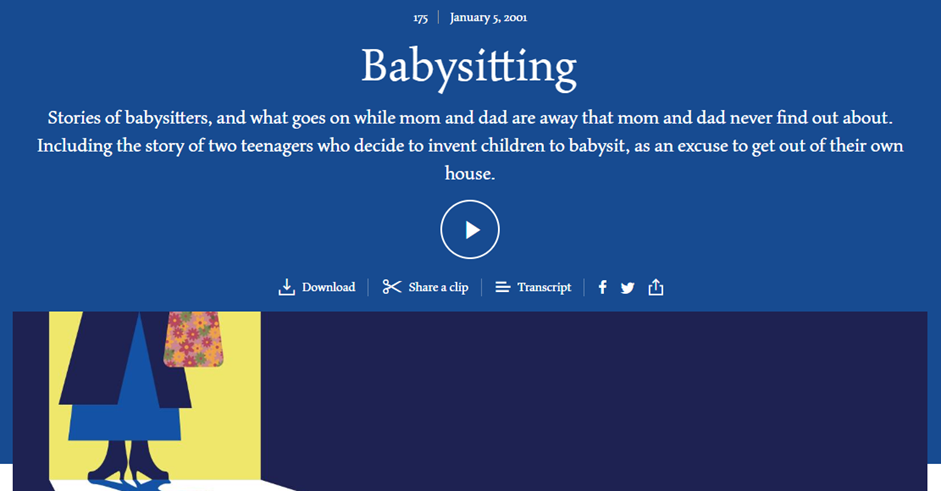 175 | January 5, 2001
Babysitting
Stories of babysitters, and what goes on while mom and dad are away that mom and dad never find out about.
Including the story of two teenagers who decide to invent children to babysit, as an excuse to get out of their own
house.
Download | Share a clip | Transcript